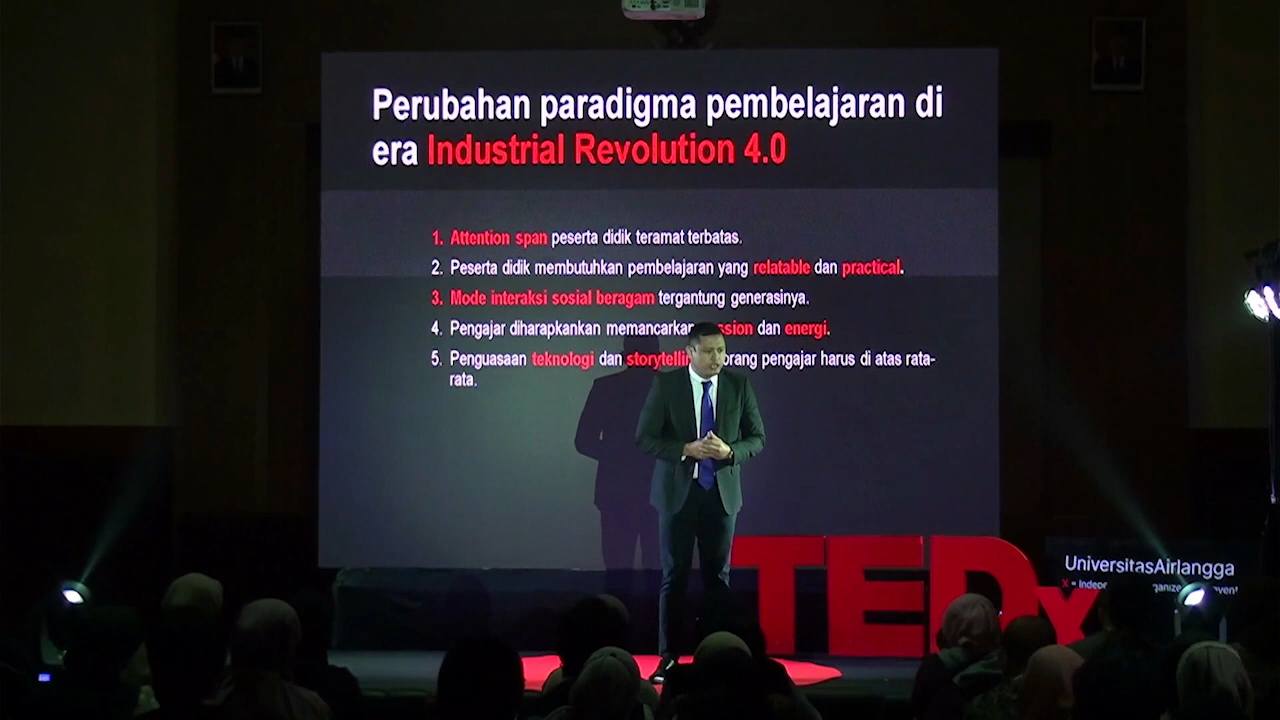 Perubahan paradigma pembelajaran di
era Industrial Revolution 4.0
1. Attention span peserta didik teramat terbatas.
2. Peserta didik membutuhkan pembelajaran yang relatable dan practical.
3. Mode interaksi sosial beragam tergantung generasinya.
4. Pengajar diharapkankan memancarkan dan energi.
5. Penguasaan teknologi dan pengajar harus di atas rata-
rata.
TEDx
UniversitasAirlangga
x =